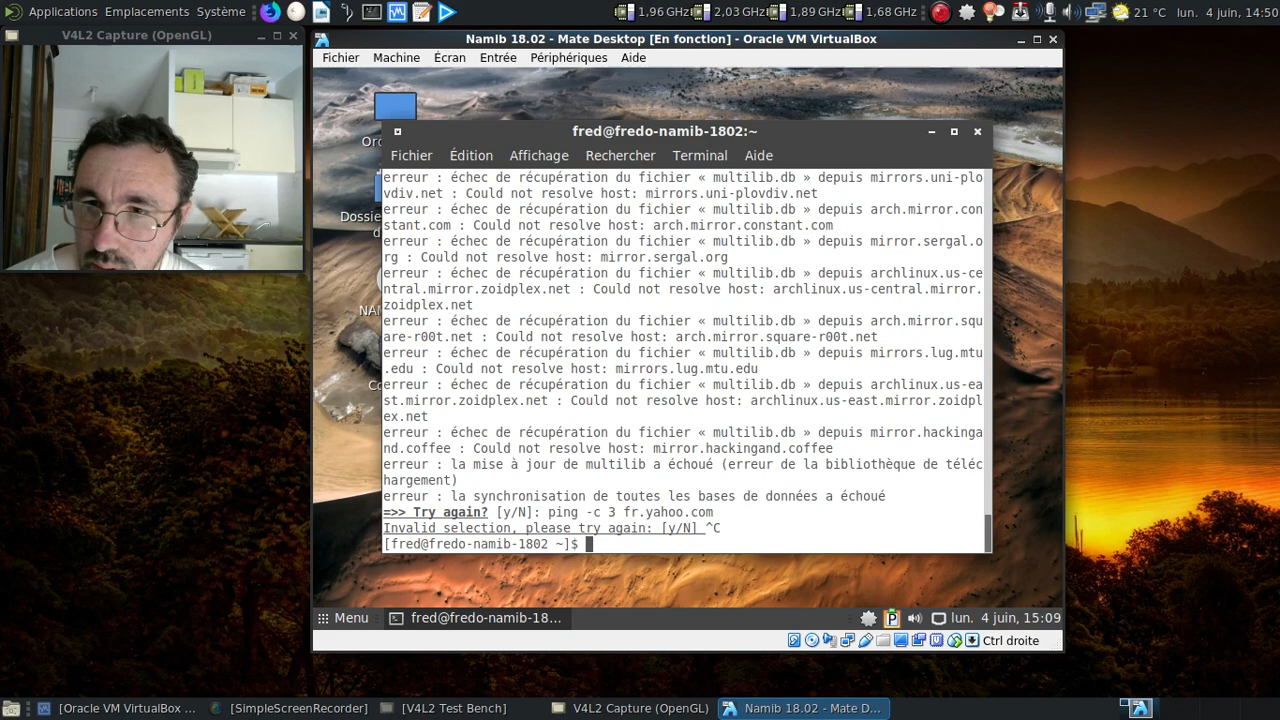 Applications Emplacements Système
1,96 GHz 2,03 GHz 1,89 GHz 1,68 GHz
21 °C lun. 4 juin, 14:50
V4L2 Capture (OpenGL)
Namib 18.02 - Mate Desktop [En fonction] - Oracle VM VirtualBox
Fichier Machine Écran Entrée Périphériques Aide
fred@fredo-namib-1802:~
Fichier Édition Affichage Rechercher Terminal Aide
erreur : échec de récupération du fichier « multilib.db » depuis mirrors.uni-plo
vdiv.net : Could not resolve host: mirrors.uni-plovdiv.net
erreur : échec de récupération du fichier « multilib.db » depuis arch.mirror.con
stant.com : Could not resolve host: arch.mirror.constant.com
erreur : échec de récupération du fichier « multilib.db » depuis mirror.sergal.o
rg : Could not resolve host: mirror.sergal.org
erreur : échec de récupération du fichier « multilib.db » depuis archlinux.us-ce
ntral.mirror.zoidplex.net : Could not resolve host: archlinux.us-central.mirror.
zoidplex.net
erreur : échec de récupération du fichier « multilib.db » depuis arch.mirror.squ
are-r00t.net : Could not resolve host: arch.mirror.square-r00t.net
erreur : échec de récupération du fichier « multilib.db » depuis mirrors.lug.mtu
.edu : Could not resolve host: mirrors.lug.mtu.edu
erreur : échec de récupération du fichier « multilib.db » depuis archlinux.us-ea
st.mirror.zoidplex.net : Could not resolve host: archlinux.us-east.mirror.zoidpl
ex.net
erreur : échec de récupération du fichier « multilib.db » depuis mirror.hackinga
nd.coffee : Could not resolve host: mirror.hackingand.coffee
erreur : la mise à jour de multilib a échoué (erreur de la bibliothèque de téléc
hargement)
erreur : la synchronisation de toutes les bases de données a échoué
=>> Try again? [y/N]: ping -c 3 fr.yahoo.com
Invalid selection, please try again: [y/N] ^C
[fred@fredo-namib-1802 ~]$
Menu fred@fredo-namib-18... lun. 4 juin, 15:09
Ctrl droite
[Oracle VM VirtualBox ... [SimpleScreenRecorder] [V4L2 Test Bench] V4L2 Capture (OpenGL) Namib 18.02 - Mate D...